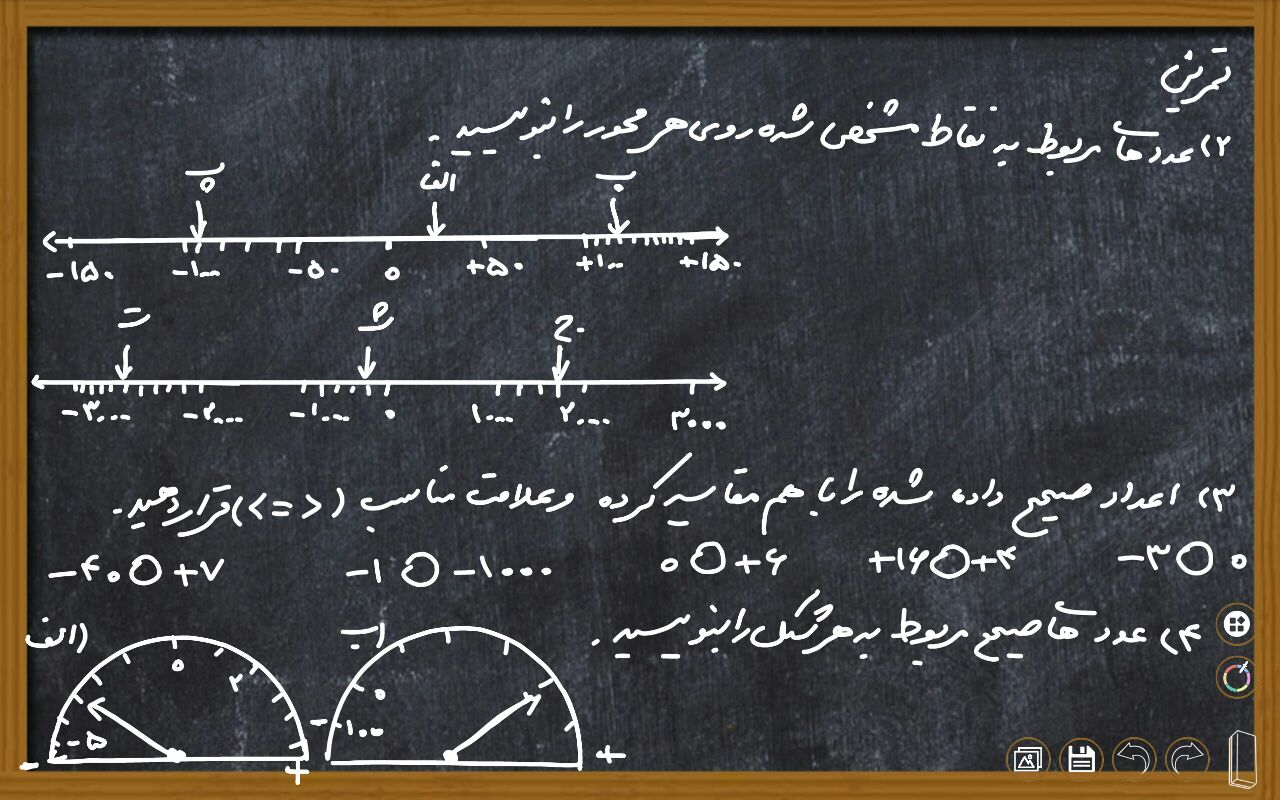 تمرین
۲) عددهای مربوط به نقاط مشخص شده روی هر محور را بنویسید.
ث الف ب
-۱۵۰ -۱۰۰ -۵۰ ۰ +۵۰ +۱۰۰ +۱۵۰
ت ج
-۳۰۰۰ -۲۰۰۰ -۱۰۰۰ ۰ ۱۰۰۰ ۲۰۰۰ ۳۰۰۰
۳) اعداد صحیح داده شده را با هم مقایسه کرده و علامت مناسب (< = >) قرار دهید.
-۳ ○ ۰ +۱۶ ○ +۴ ۰ ○ +۶ -۱ ○ -۱۰۰۰ -۴۰ ○ +۷
۴) عددهای صحیح مربوط به هر شکل را بنویسید.
الف) ۰ ۲ -۵ - +
ب) ۰ -۱۰۰ - +